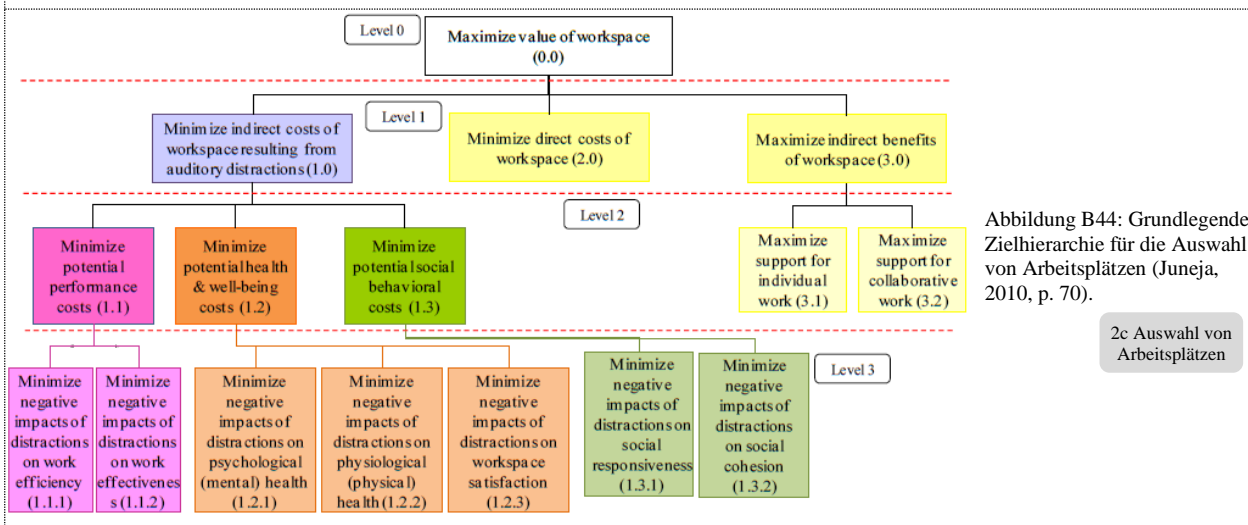 Level 0
Maximize value of workspace
(0.0)
Level 1
Minimize indirect costs of
workspace resulting from
auditory distractions (1.0)
Minimize direct costs of
workspace (2.0)
Maximize indirect benefits
of workspace (3.0)
Level 2
Minimize
potential
performance
costs (1.1)
Minimize
potential health
& well-being
costs (1.2)
Minimize
potential social
behavioral
costs (1.3)
Maximize
support for
individual
work (3.1)
Maximize
support for
collaborative
work (3.2)
Level 3
Minimize
negative
impacts of
distractions
on work
efficiency
(1.1.1)
Minimize
negative
impacts of
distractions
on work
effectivenes
s (1.1.2)
Minimize
negative
impacts of
distractions on
psychological
(mental) health
(1.2.1)
Minimize
negative
impacts of
distractions on
physiological
(physical)
health (1.2.2)
Minimize
negative
impacts of
distractions on
workspace
satisfaction
(1.2.3)
Minimize
negative
impacts of
distractions on
social
responsiveness
(1.3.1)
Minimize
negative
impacts of
distractions
on social
cohesion
(1.3.2)
Abbildung B44: Grundlegende
Zielhierarchie für die Auswahl
von Arbeitsplätzen (Juneja,
2010, p. 70).
2c Auswahl von
Arbeitsplätzen